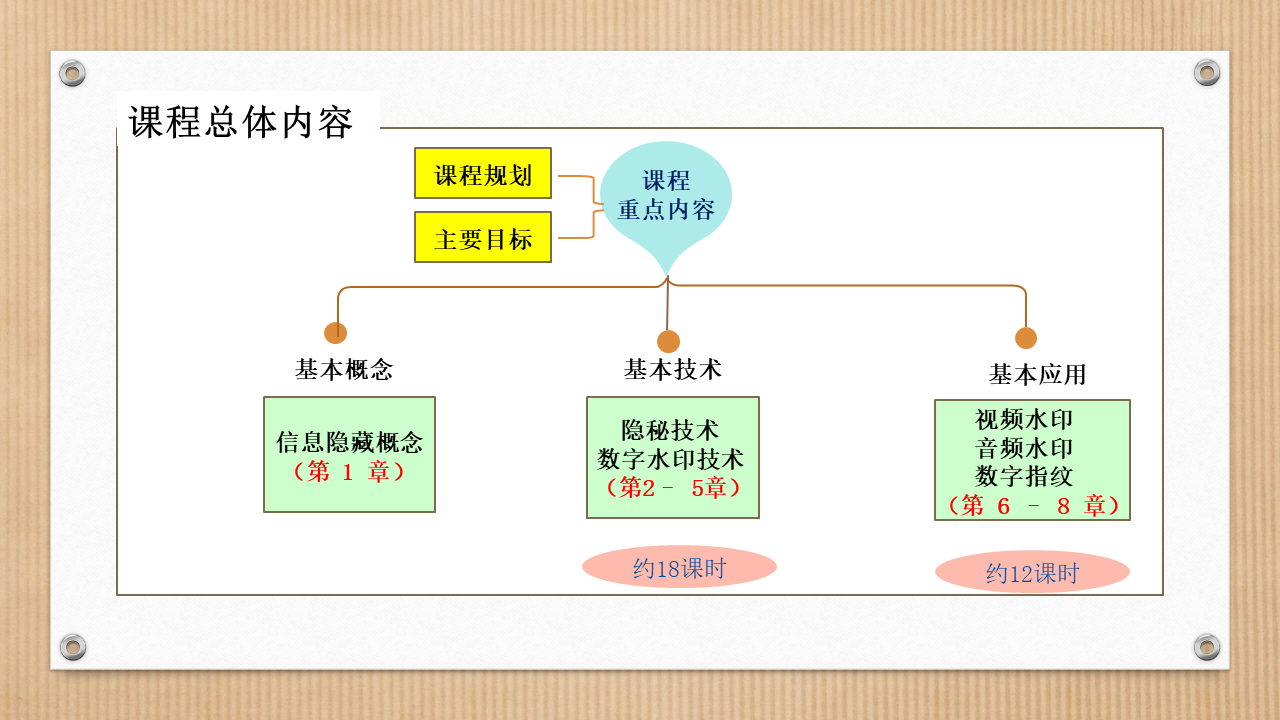 课程总体内容
课程规划
主要目标
课程
重点内容
基本概念
信息隐藏概念
（第 1 章）
基本技术
隐秘技术
数字水印技术
（第2－ 5章）
约18课时
基本应用
视频水印
音频水印
数字指纹
（第 6 － 8 章）
约12课时